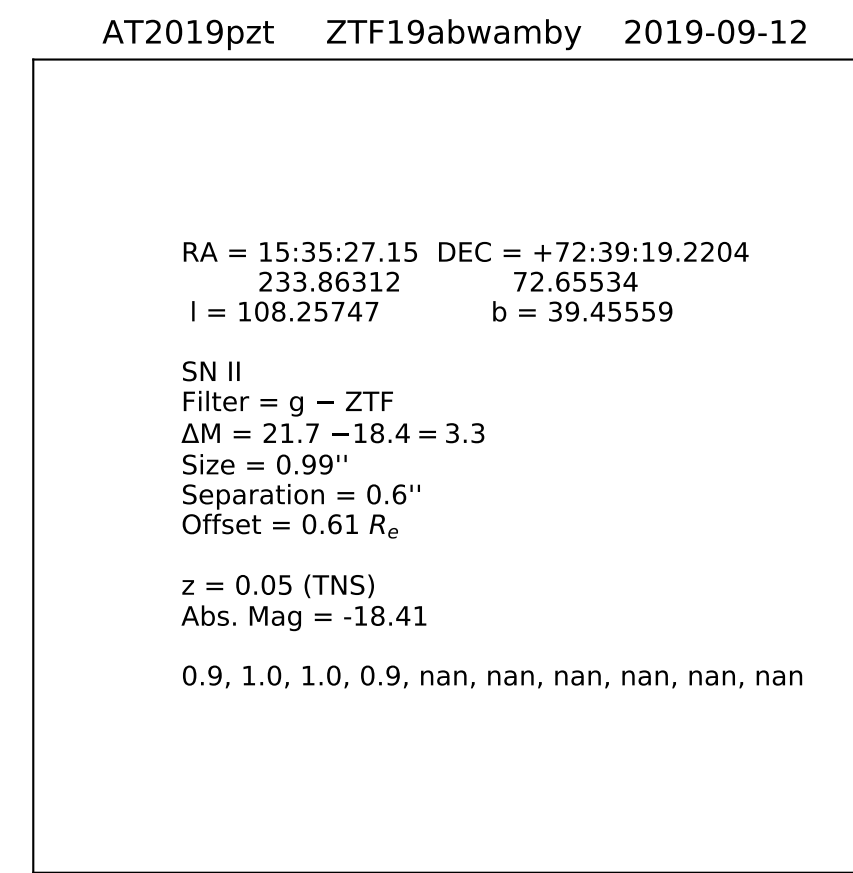 AT2019pzt ZTF19abwamby 2019-09-12
RA = 15:35:27.15 DEC = +72:39:19.2204
233.86312 72.65534
l = 108.25747 b = 39.45559
SN II
Filter = g − ZTF
ΔM = 21.7 −18.4 = 3.3
Size = 0.99''
Separation = 0.6''
Offset = 0.61 Rₑ
z = 0.05 (TNS)
Abs. Mag = -18.41
0.9, 1.0, 1.0, 0.9, nan, nan, nan, nan, nan, nan